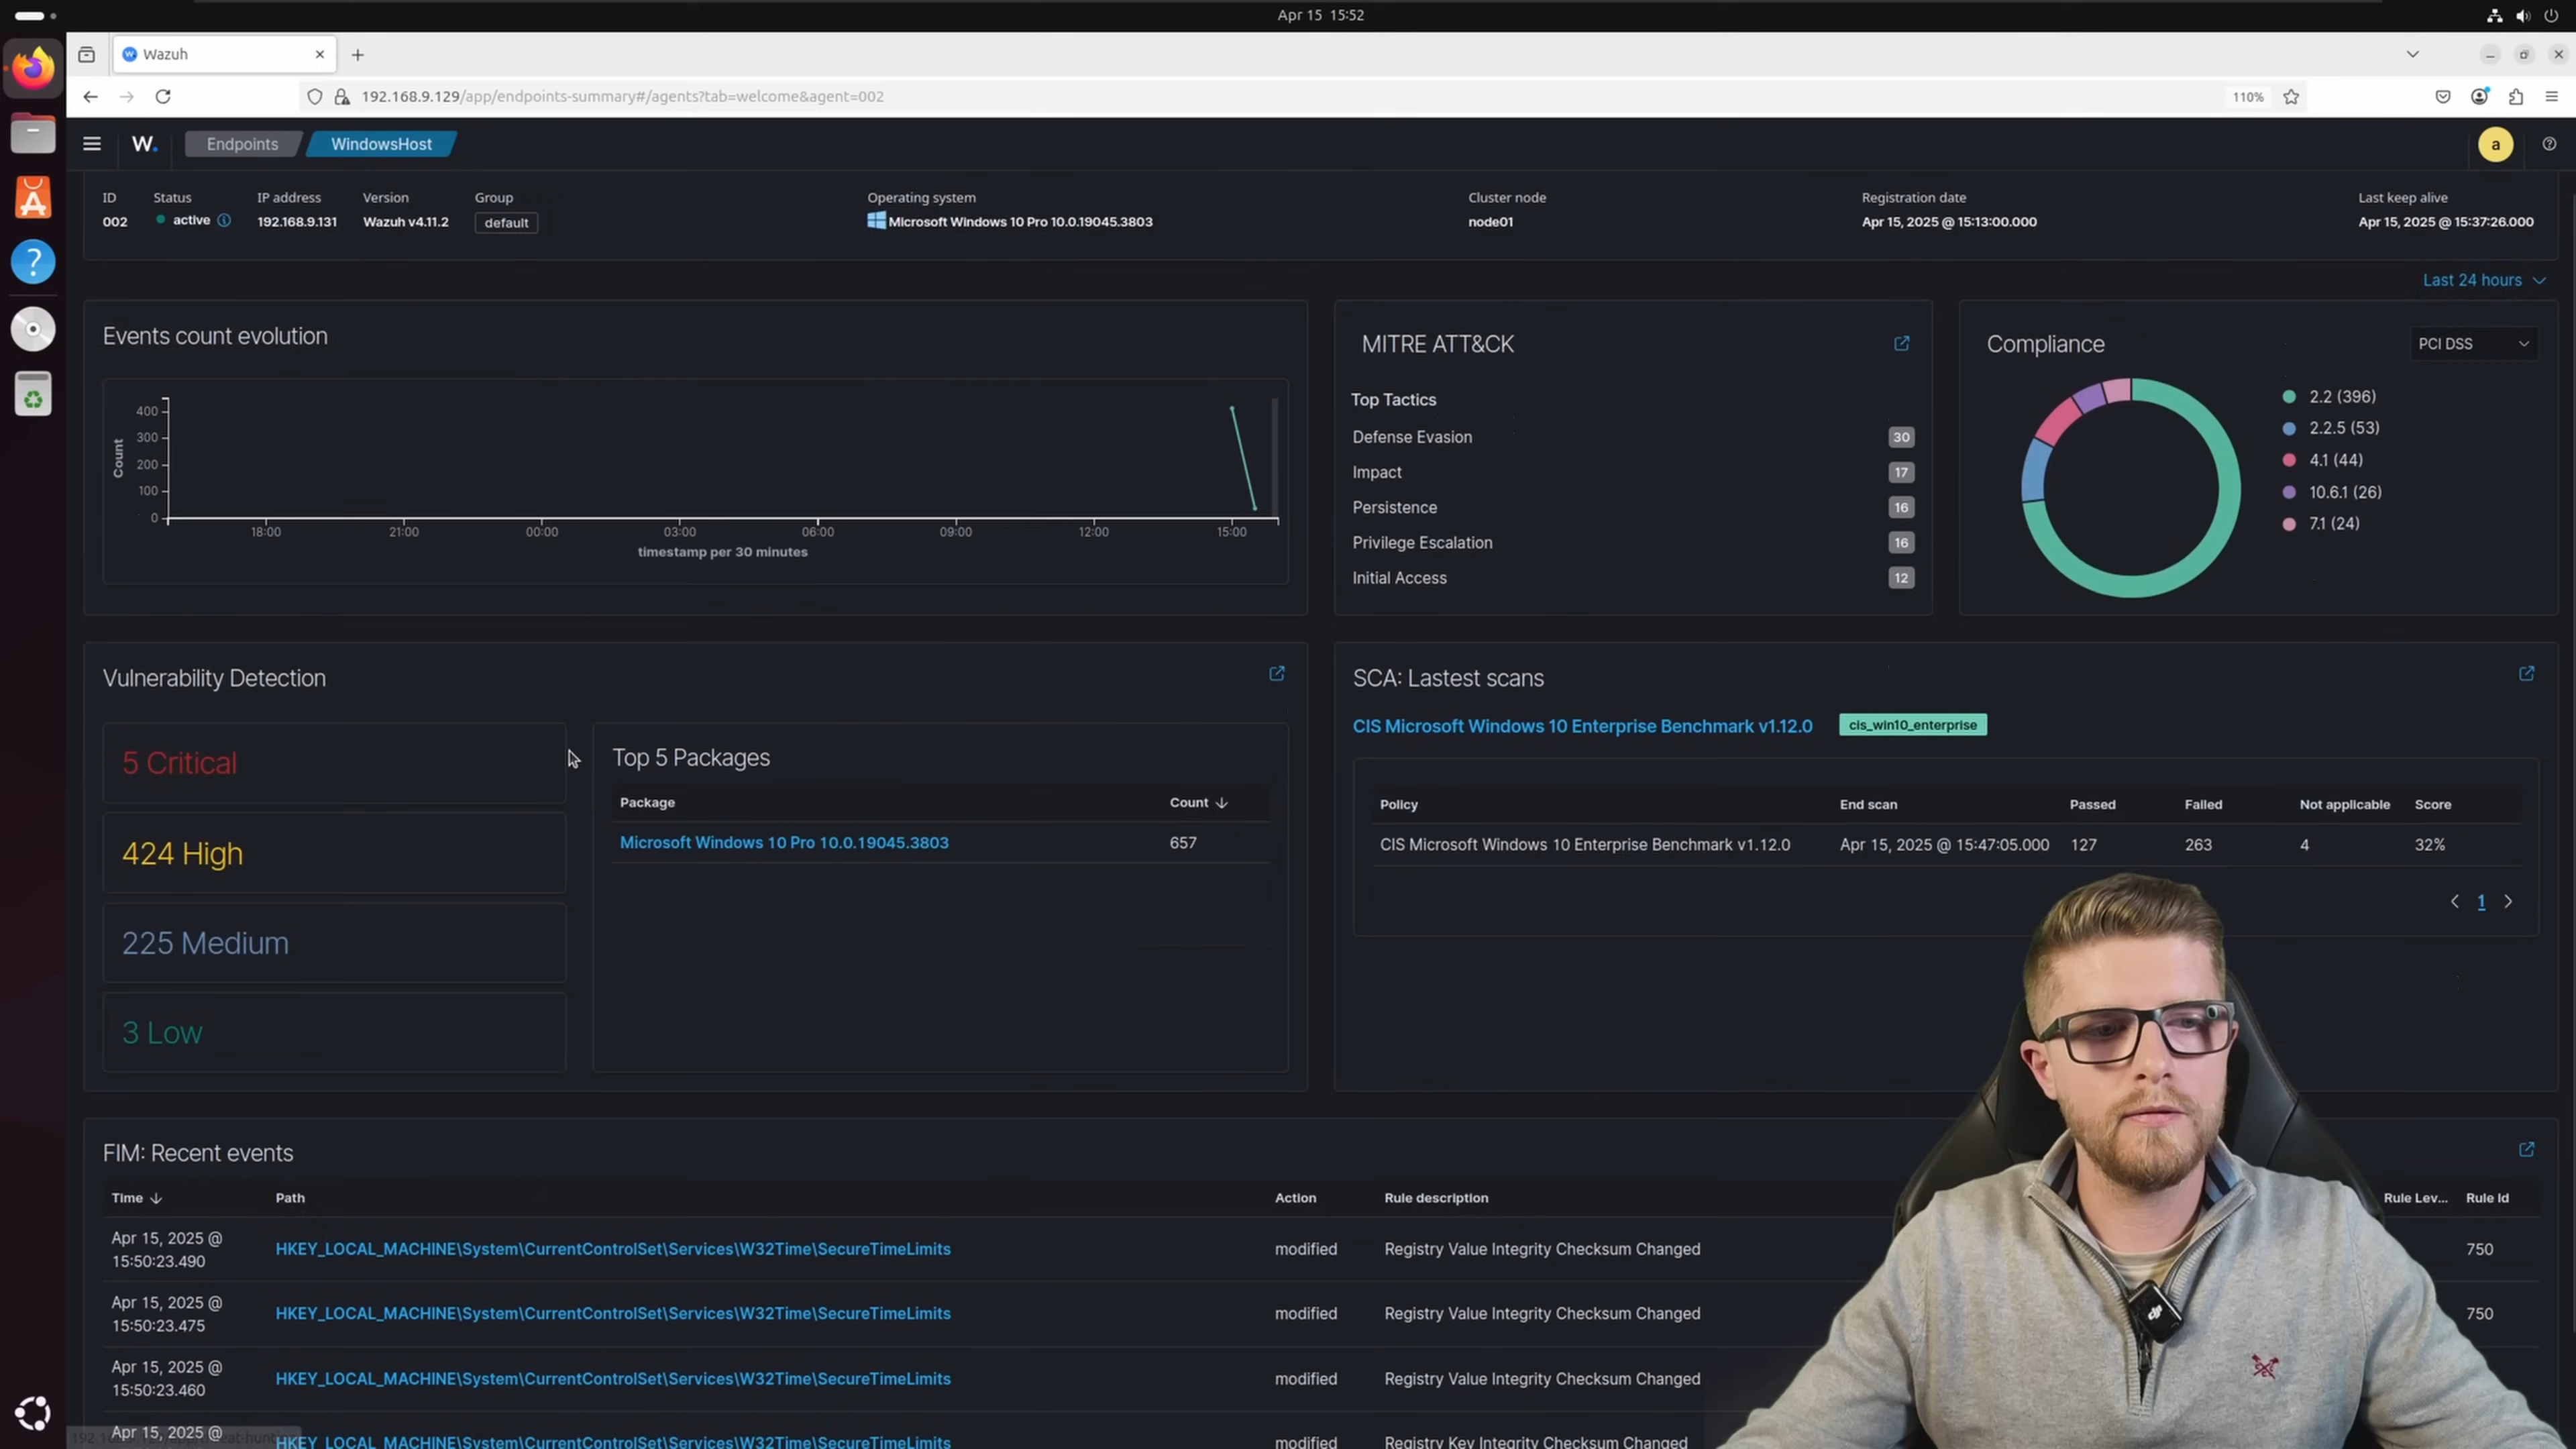 Apr 15 15:52
Wazuh
192.168.9.129/app/endpoints-summary#/agents?tab=welcome&agent=002
110%
W.
Endpoints
WindowsHost
a
ID
Status
IP address
Version
Group
Operating system
Cluster node
Registration date
Last keep alive
002
active
192.168.9.131
Wazuh v4.11.2
default
Microsoft Windows 10 Pro 10.0.19045.3803
node01
Apr 15, 2025 @ 15:13:00.000
Apr 15, 2025 @ 15:37:26.000
Last 24 hours
Events count evolution
Count
400
300
200
100
0
18:00
21:00
00:00
03:00
06:00
09:00
12:00
15:00
timestamp per 30 minutes
MITRE ATT&CK
Top Tactics
Defense Evasion 30
Impact 17
Persistence 16
Privilege Escalation 16
Initial Access 12
Compliance
PCI DSS
2.2 (396)
2.2.5 (53)
4.1 (44)
10.6.1 (26)
7.1 (24)
Vulnerability Detection
5 Critical
424 High
225 Medium
3 Low
Top 5 Packages
Package Count
Microsoft Windows 10 Pro 10.0.19045.3803 657
SCA: Lastest scans
CIS Microsoft Windows 10 Enterprise Benchmark v1.12.0
cis_win10_enterprise
Policy End scan Passed Failed Not applicable Score
CIS Microsoft Windows 10 Enterprise Benchmark v1.12.0 Apr 15, 2025 @ 15:47:05.000 127 263 4 32%
1
FIM: Recent events
Time Path Action Rule description Rule Lev... Rule Id
Apr 15, 2025 @
15:50:23.490
HKEY_LOCAL_MACHINE\System\CurrentControlSet\Services\W32Time\SecureTimeLimits modified Registry Value Integrity Checksum Changed 750
Apr 15, 2025 @
15:50:23.475
HKEY_LOCAL_MACHINE\System\CurrentControlSet\Services\W32Time\SecureTimeLimits modified Registry Value Integrity Checksum Changed 750
Apr 15, 2025 @
15:50:23.460
HKEY_LOCAL_MACHINE\System\CurrentControlSet\Services\W32Time\SecureTimeLimits modified Registry Value Integrity Checksum Changed
Apr 15, 2025 @
HKEY_LOCAL_MACHINE\System\CurrentControlSet\Services\W32Time\SecureTimeLimits modified Registry Key Integrity Checksum Changed